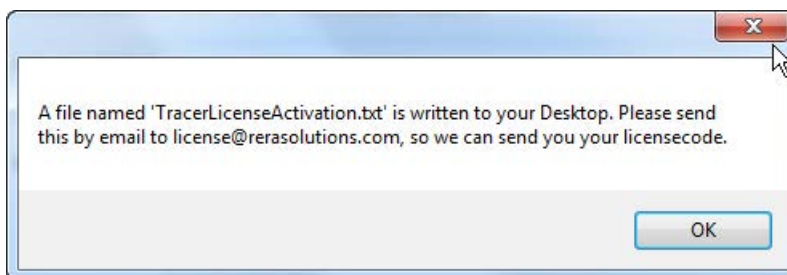 A file named 'TracerLicenseActivation.txt' is written to your Desktop. Please send
this by email to license@rerasolutions.com, so we can send you your licensecode.
OK